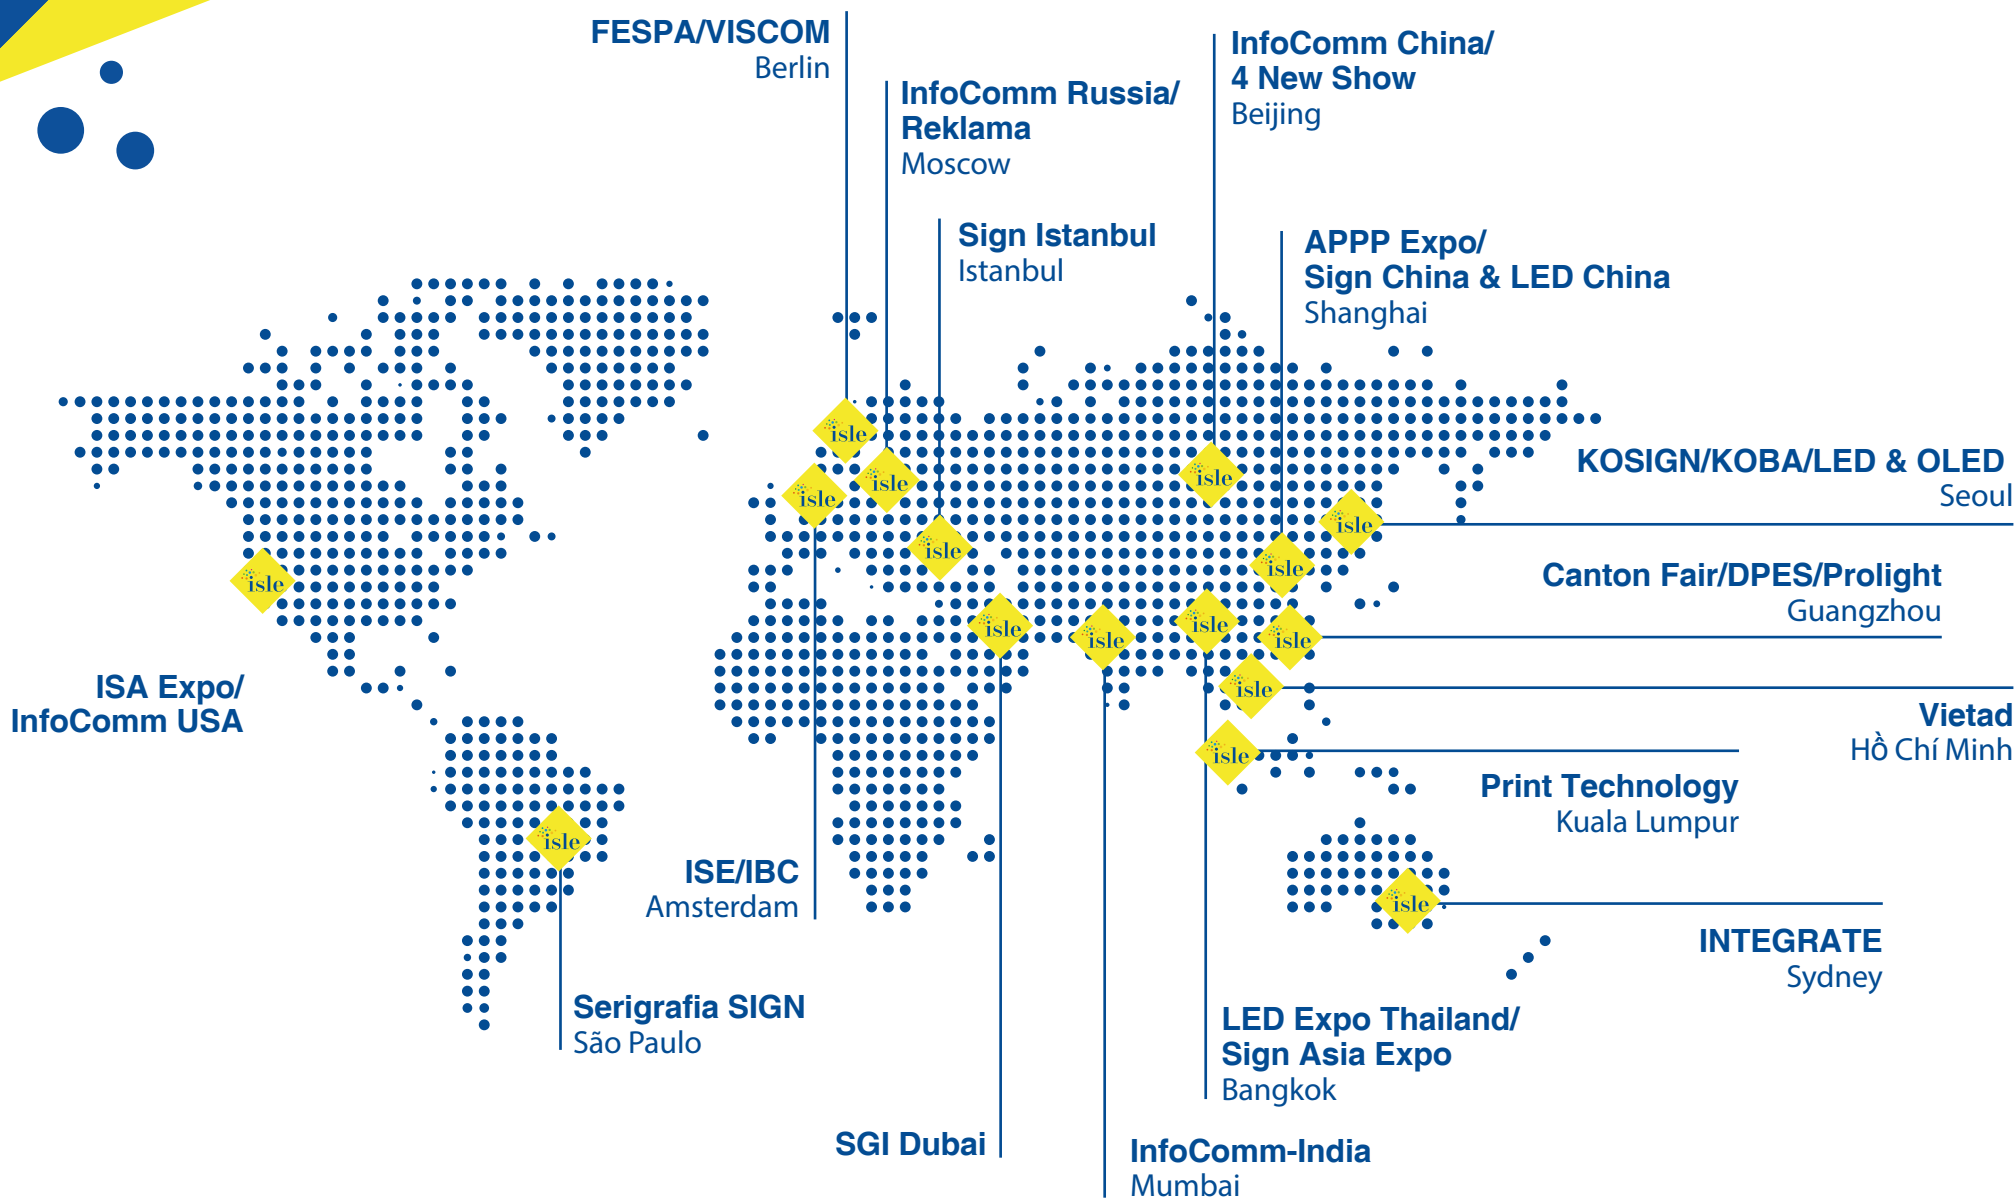 FESPA/VISCOM
Berlin
InfoComm China/
4 New Show
Beijing
InfoComm Russia/
Reklama
Moscow
Sign Istanbul
Istanbul
APPP Expo/
Sign China & LED China
Shanghai
isle
isle
isle
isle
KOSIGN/KOBA/LED & OLED
Seoul
isle
isle
isle
isle
Canton Fair/DPES/Prolight
Guangzhou
isle
isle
isle
isle
isle
ISA Expo/
InfoComm USA
Vietad
Hồ Chí Minh
isle
Print Technology
Kuala Lumpur
isle
ISE/IBC
Amsterdam
isle
INTEGRATE
Sydney
Serigrafia SIGN
São Paulo
LED Expo Thailand/
Sign Asia Expo
Bangkok
SGI Dubai
InfoComm-India
Mumbai